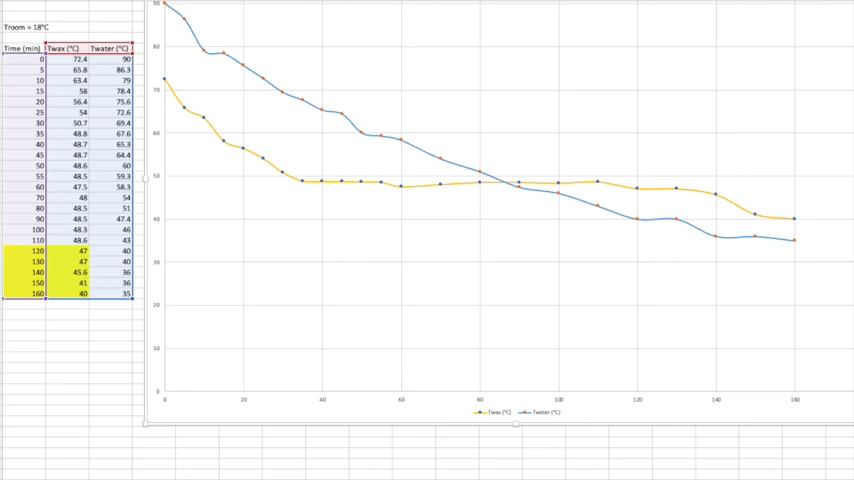 Troom = 18°C
Time (min) Twax (°C) Twater (°C)
0 72.4 90
5 65.8 86.3
10 63.4 79
15 58 78.4
20 56.4 75.6
25 54 72.6
30 50.7 69.4
35 48.8 67.6
40 48.7 65.3
45 48.7 64.4
50 48.6 60
55 48.5 59.3
60 47.5 58.3
70 48 54
80 48.5 51
90 48.5 47.4
100 48.3 46
110 48.6 43
120 47 40
130 47 40
140 45.6 36
150 41 36
160 40 35
90
80
70
60
50
40
30
20
10
0
0 20 40 60 80 100 120 140 160
Twax (°C) Twater (°C)